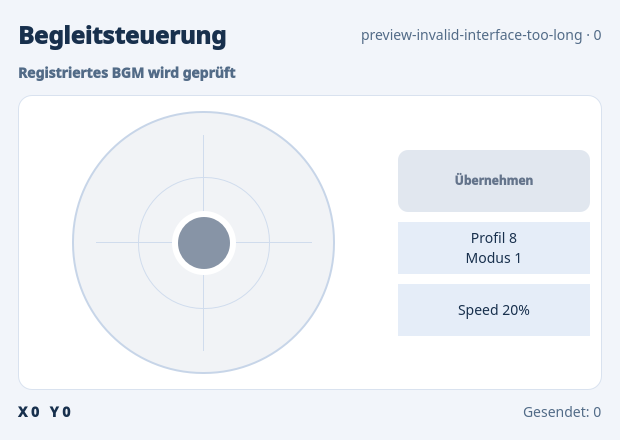 Begleitsteuerung
preview-invalid-interface-too-long · 0
Registriertes BGM wird geprüft
Übernehmen
Profil 8
Modus 1
Speed 20%
X 0 Y 0
Gesendet: 0